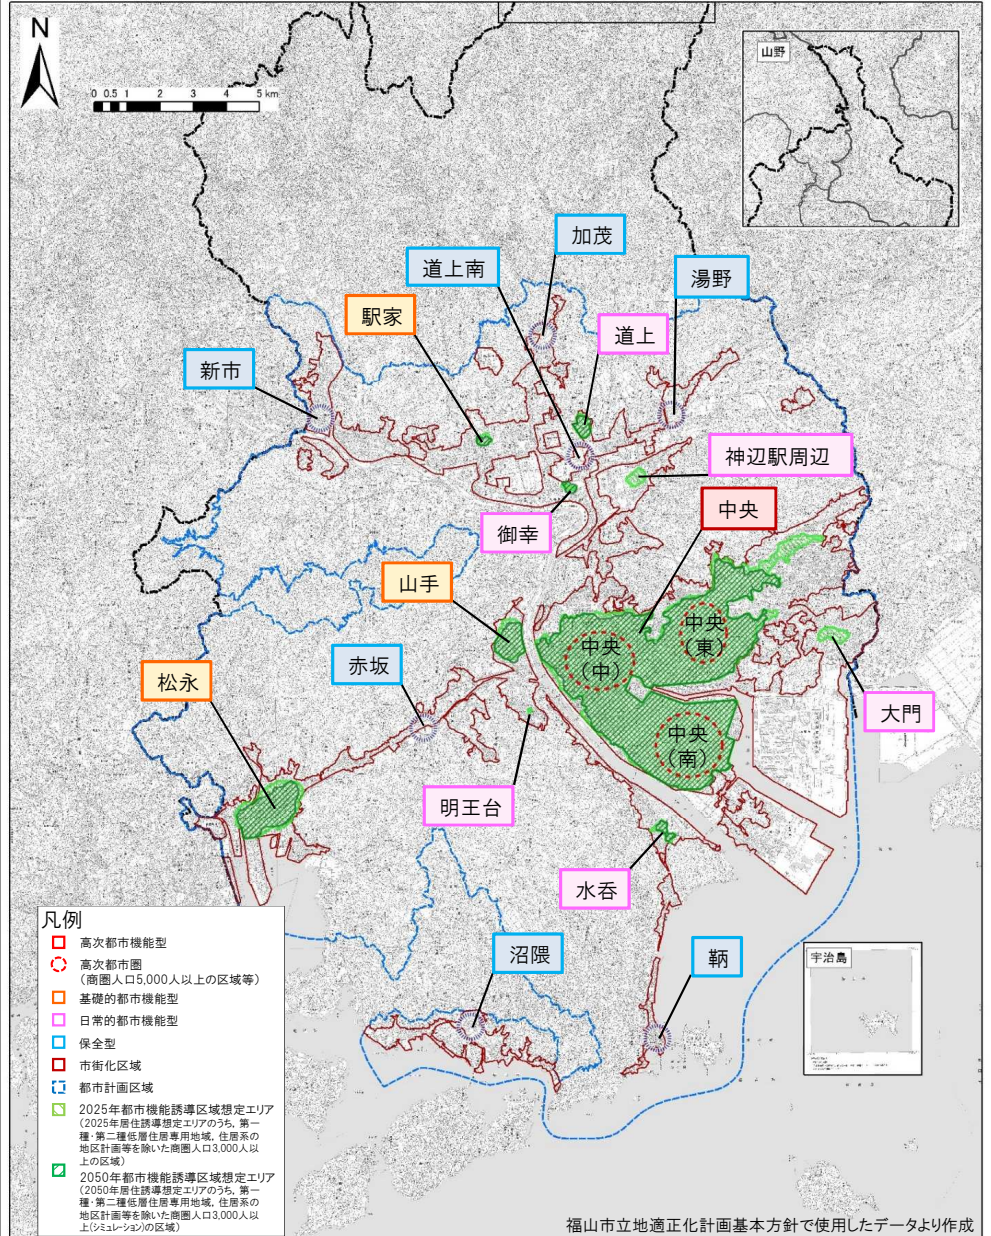 N
0 0.5 1 2 3 4 5 km
山野
加茂
道上南
湯野
駅家
道上
新市
神辺駅周辺
中央
御幸
山手
中央
(東)
中央
(中)
赤坂
松永
大門
中央
(南)
明王台
水呑
沼隈
鞆
宇治島
凡例
高次都市機能型
高次都市圏
(商圏人口5,000人以上の区域等)
基礎的都市機能型
日常的都市機能型
保全型
市街化区域
都市計画区域
2025年都市機能誘導区域想定エリア
(2025年居住誘導想定エリアのうち，第一
種・第二種低層住居専用地域，住居系の
地区計画等を除いた商圏人口3,000人以
上の区域)
2050年都市機能誘導区域想定エリア
(2050年居住誘導想定エリアのうち，第一
種・第二種低層住居専用地域，住居系の
地区計画等を除いた商圏人口3,000人以
上(シミュレーション)の区域)
福山市立地適正化計画基本方針で使用したデータより作成